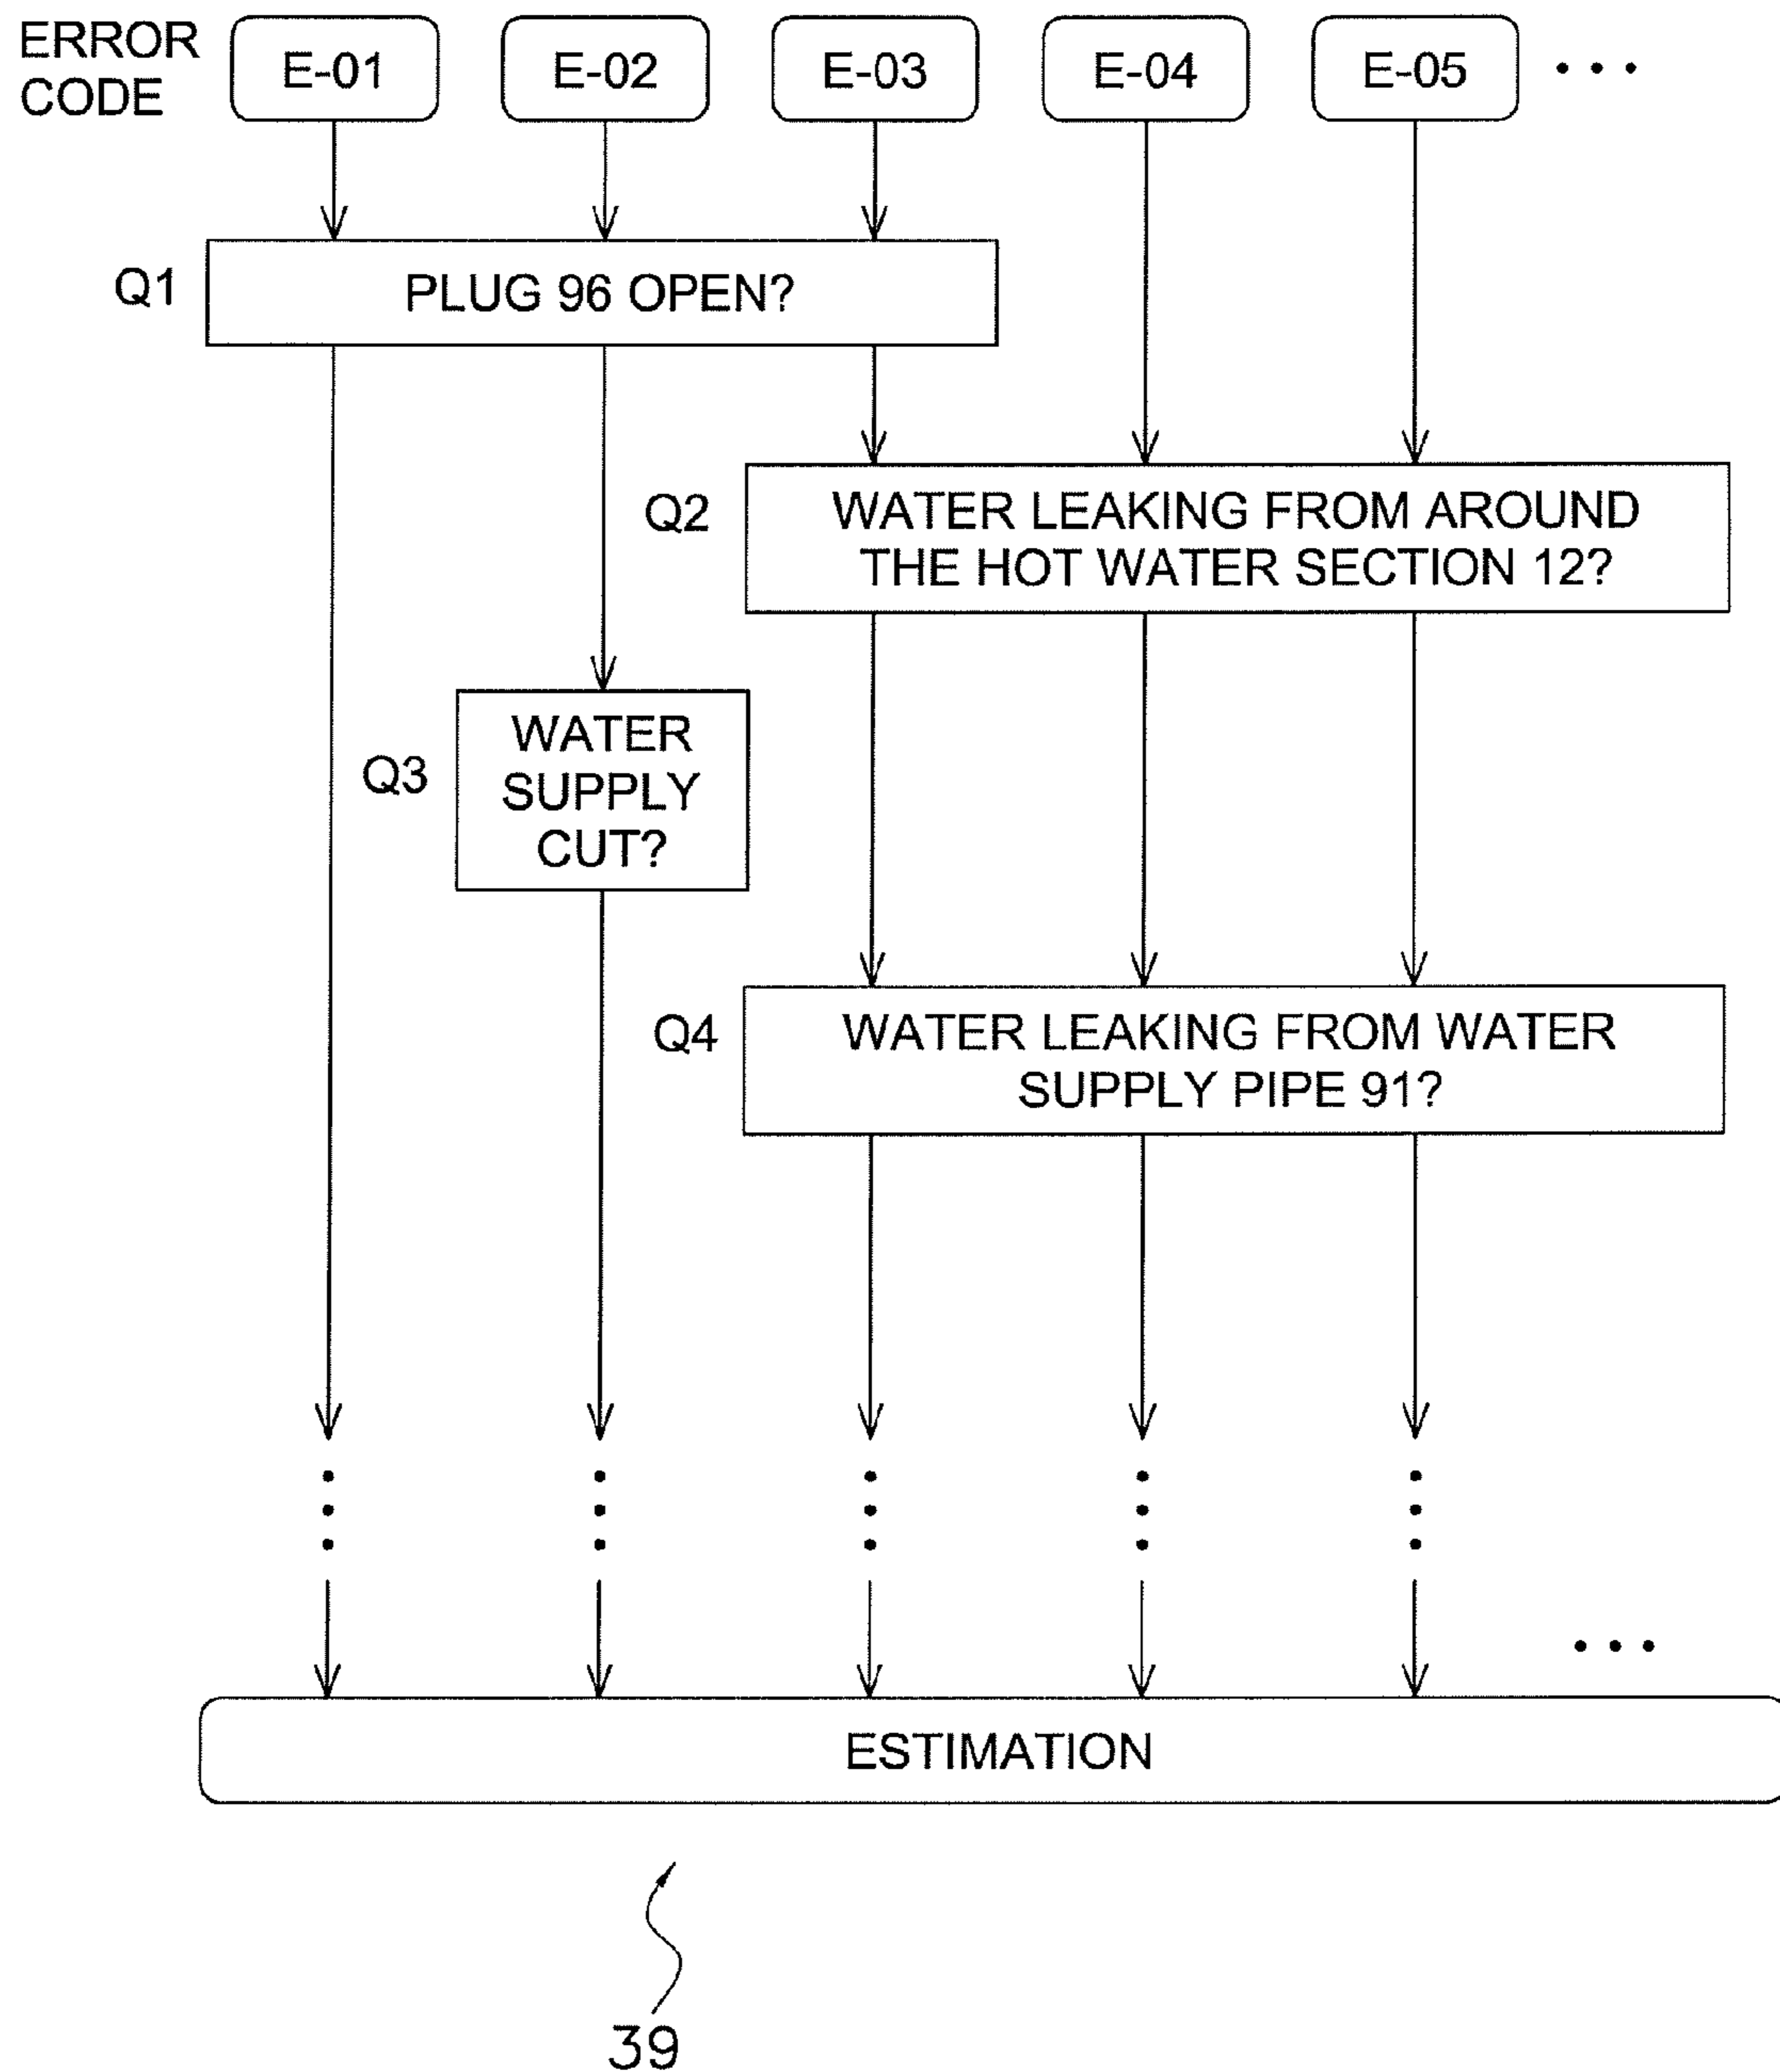 ERROR
CODE
E-01
E-02
E-03
E-04
E-05
• • •
Q1
PLUG 96 OPEN?
Q2
WATER LEAKING FROM AROUND
THE HOT WATER SECTION 12?
Q3
WATER
SUPPLY
CUT?
Q4
WATER LEAKING FROM WATER
SUPPLY PIPE 91?
• • •
ESTIMATION
39